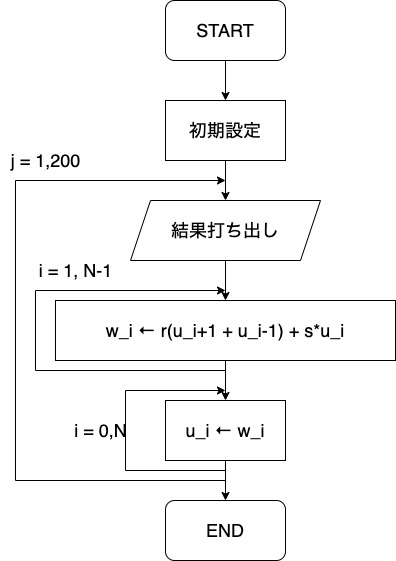 START
初期設定
j = 1,200
結果打ち出し
i = 1, N-1
w_i ← r(u_i+1 + u_i-1) + s*u_i
i = 0,N
u_i ← w_i
END